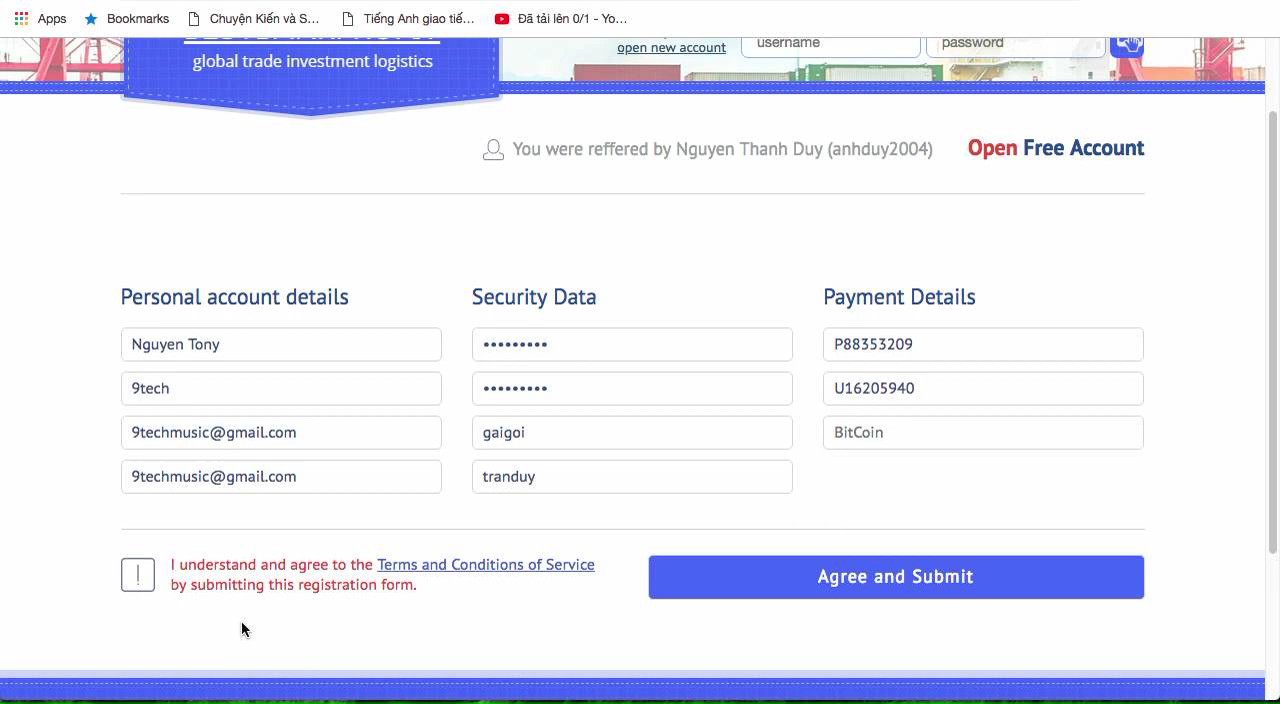 Apps Bookmarks Chuyện Kiến và S... Tiếng Anh giao tiế... Đã tải lên 0/1 - Yo...
open new account username password
global trade investment logistics
You were reffered by Nguyen Thanh Duy (anhduy2004) Open Free Account
Personal account details Security Data Payment Details
Nguyen Tony ••••••••• P88353209
9tech ••••••••• U16205940
9techmusic@gmail.com gaigoi BitCoin
9techmusic@gmail.com tranduy
I understand and agree to the Terms and Conditions of Service
by submitting this registration form.
Agree and Submit